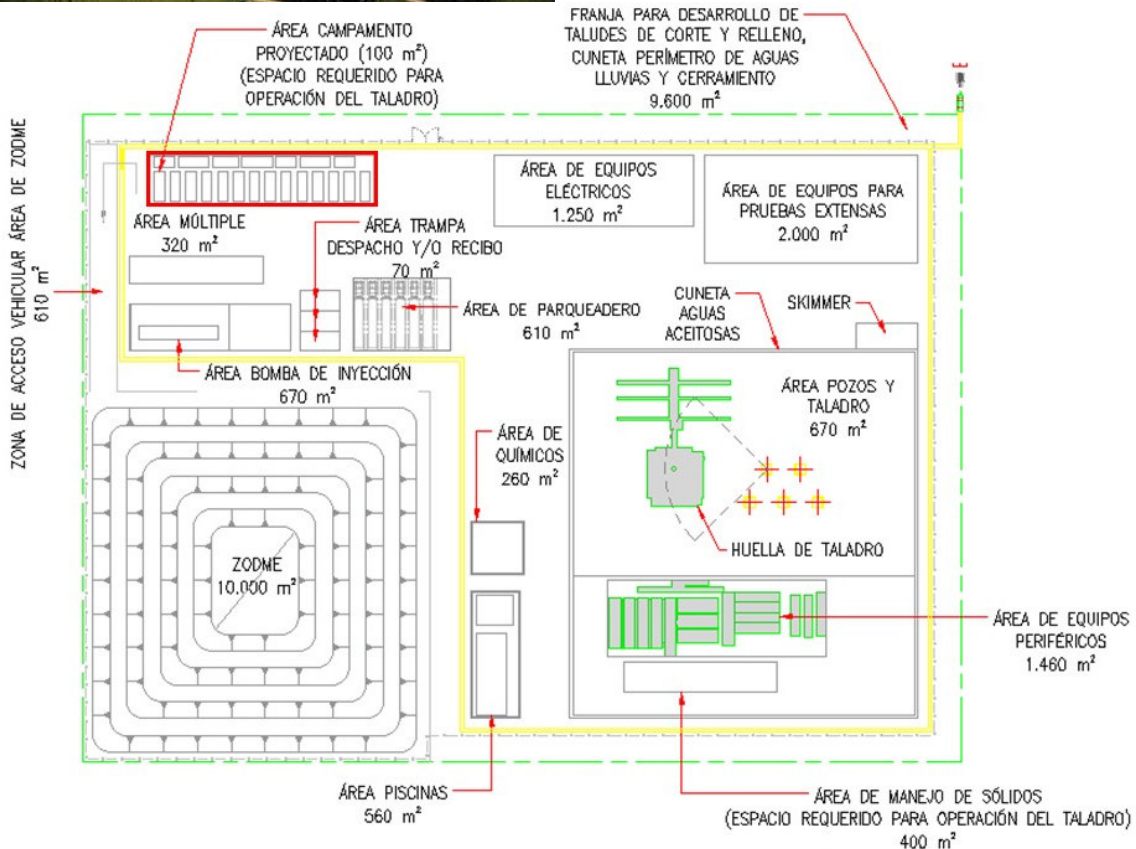 ÁREA CAMPAMENTO
PROYECTADO (100 m²)
(ESPACIO REQUERIDO PARA
OPERACIÓN DEL TALADRO)
FRANJA PARA DESARROLLO DE
TALUDES DE CORTE Y RELLENO,
CUNETA PERÍMETRO DE AGUAS
LLUVIAS Y CERRAMIENTO
9.600 m²
ZONA DE ACCESO VEHICULAR ÁREA DE ZODME
610 m²
ÁREA MÚLTIPLE
320 m²
ÁREA TRAMPA
DESPACHO Y/O RECIBO
70 m²
ÁREA DE EQUIPOS
ELÉCTRICOS
1.250 m²
ÁREA DE EQUIPOS PARA
PRUEBAS EXTENSAS
2.000 m²
ÁREA DE PARQUEADERO
610 m²
CUNETA
AGUAS
ACEITOSAS
SKIMMER
ÁREA BOMBA DE INYECCIÓN
670 m²
ÁREA POZOS Y
TALADRO
670 m²
ÁREA DE
QUÍMICOS
260 m²
HUELLA DE TALADRO
ZODME
10.000 m²
ÁREA DE EQUIPOS
PERIFÉRICOS
1.460 m²
ÁREA PISCINAS
560 m²
ÁREA DE MANEJO DE SÓLIDOS
(ESPACIO REQUERIDO PARA OPERACIÓN DEL TALADRO)
400 m²